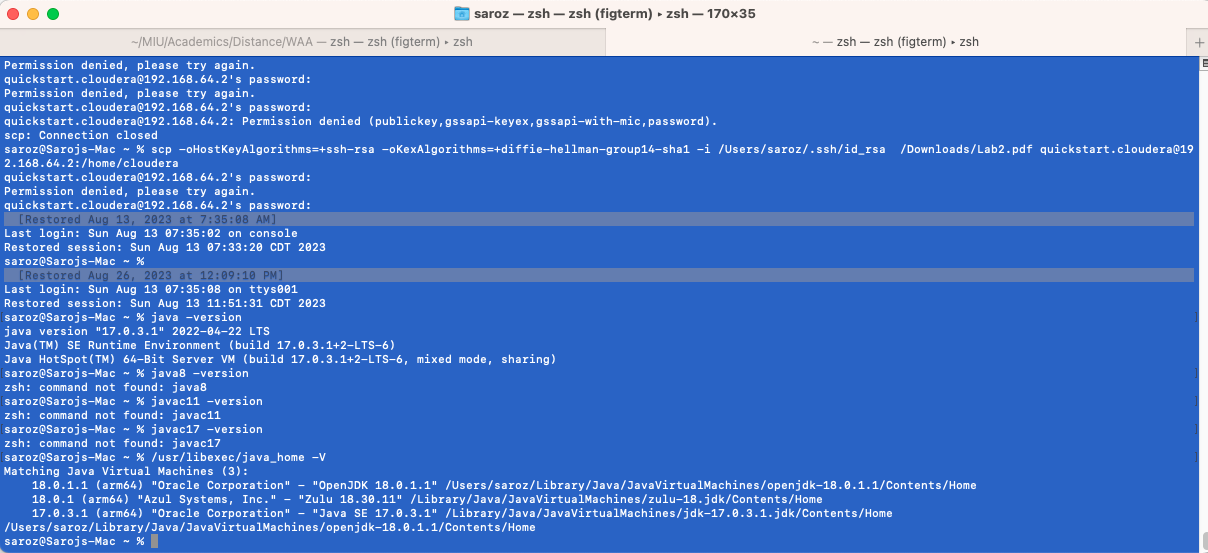 saroz — zsh — zsh (figterm) ▸ zsh — 170×35
~/MIU/Academics/Distance/WAA — zsh — zsh (figterm) ▸ zsh
~ — zsh — zsh (figterm) ▸ zsh
+
Permission denied, please try again.
quickstart.cloudera@192.168.64.2's password:
Permission denied, please try again.
quickstart.cloudera@192.168.64.2's password:
quickstart.cloudera@192.168.64.2: Permission denied (publickey,gssapi-keyex,gssapi-with-mic,password).
scp: Connection closed
saroz@Sarojs-Mac ~ % scp -oHostKeyAlgorithms=+ssh-rsa -oKexAlgorithms=+diffie-hellman-group14-sha1 -i /Users/saroz/.ssh/id_rsa  /Downloads/Lab2.pdf quickstart.cloudera@19
2.168.64.2:/home/cloudera
quickstart.cloudera@192.168.64.2's password:
Permission denied, please try again.
quickstart.cloudera@192.168.64.2's password:
[Restored Aug 13, 2023 at 7:35:08 AM]
Last login: Sun Aug 13 07:35:02 on console
Restored session: Sun Aug 13 07:33:20 CDT 2023
saroz@Sarojs-Mac ~ %
[Restored Aug 26, 2023 at 12:09:10 PM]
Last login: Sun Aug 13 07:35:08 on ttys001
Restored session: Sun Aug 13 11:51:31 CDT 2023
saroz@Sarojs-Mac ~ % java -version
java version "17.0.3.1" 2022-04-22 LTS
Java(TM) SE Runtime Environment (build 17.0.3.1+2-LTS-6)
Java HotSpot(TM) 64-Bit Server VM (build 17.0.3.1+2-LTS-6, mixed mode, sharing)
saroz@Sarojs-Mac ~ % java8 -version
zsh: command not found: java8
saroz@Sarojs-Mac ~ % javac11 -version
zsh: command not found: javac11
saroz@Sarojs-Mac ~ % javac17 -version
zsh: command not found: javac17
saroz@Sarojs-Mac ~ % /usr/libexec/java_home -V
Matching Java Virtual Machines (3):
    18.0.1.1 (arm64) "Oracle Corporation" - "OpenJDK 18.0.1.1" /Users/saroz/Library/Java/JavaVirtualMachines/openjdk-18.0.1.1/Contents/Home
    18.0.1 (arm64) "Azul Systems, Inc." - "Zulu 18.30.11" /Library/Java/JavaVirtualMachines/zulu-18.jdk/Contents/Home
    17.0.3.1 (arm64) "Oracle Corporation" - "Java SE 17.0.3.1" /Library/Java/JavaVirtualMachines/jdk-17.0.3.1.jdk/Contents/Home
/Users/saroz/Library/Java/JavaVirtualMachines/openjdk-18.0.1.1/Contents/Home
saroz@Sarojs-Mac ~ %